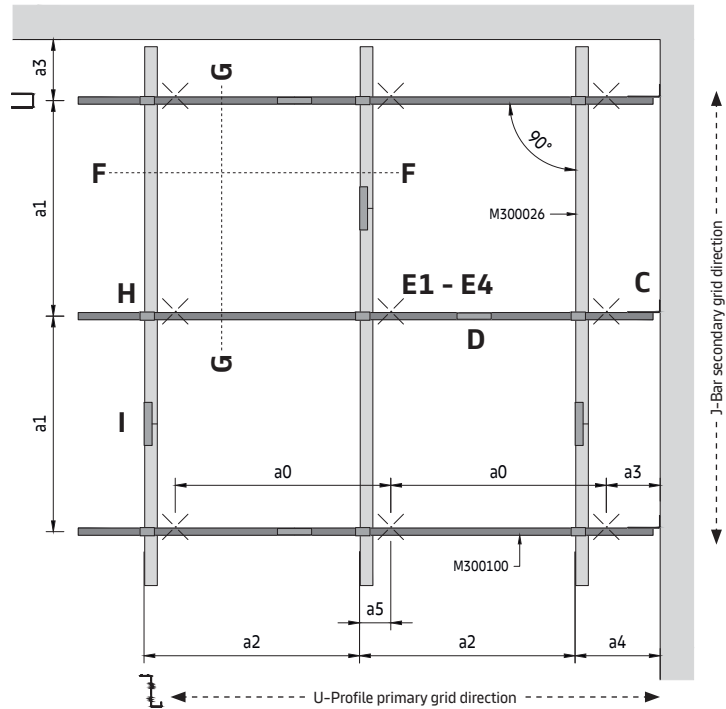 a3
G
F
F
90°
M300026
a1
H
E1 - E4
C
D
G
I
a1
a0
a0
a3
M300100
a5
a2
a2
a4
U-Profile primary grid direction
J-Bar secondary grid direction